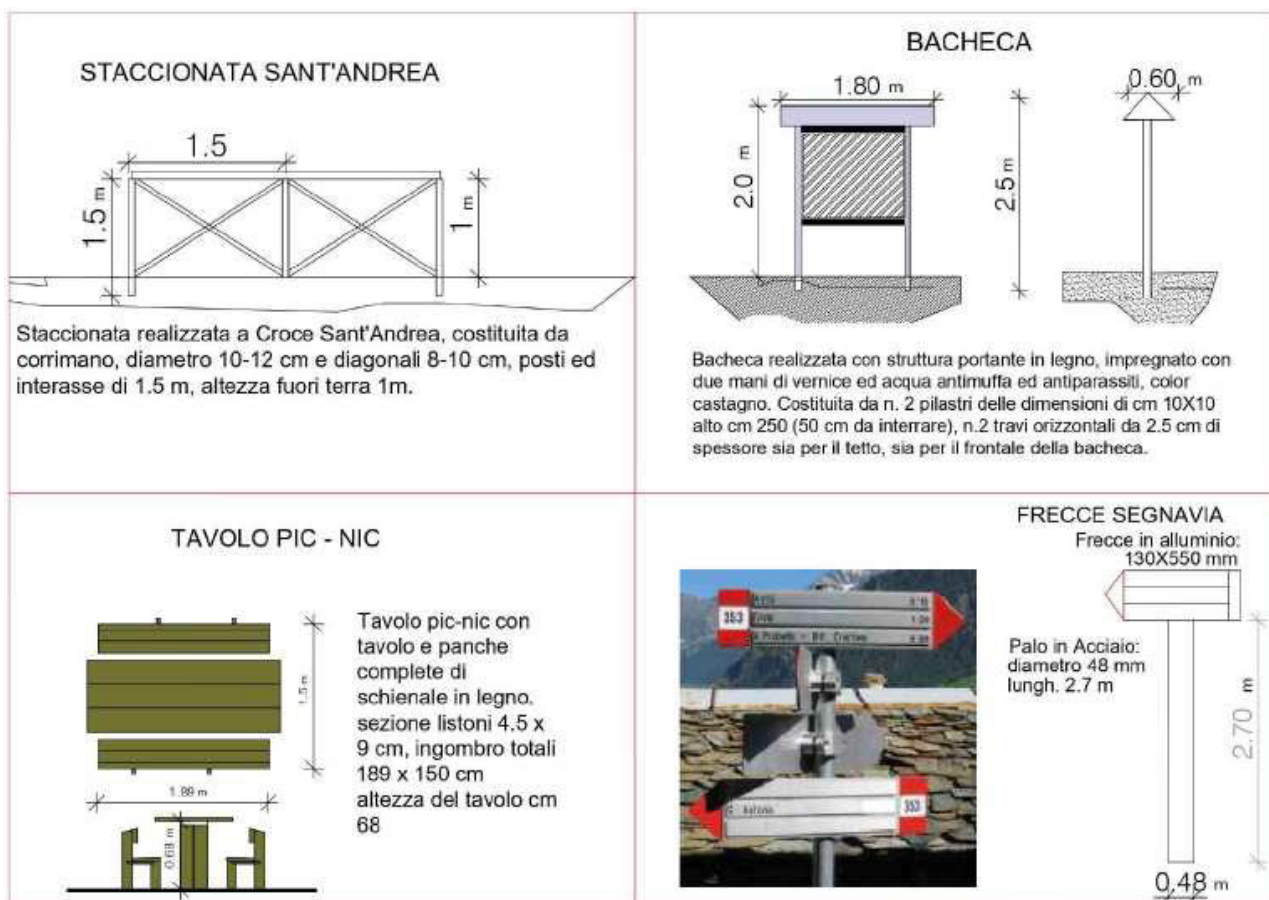 STACCIONATA SANT'ANDREA
1.5
1.5 m
1 m
Staccionata realizzata a Croce Sant'Andrea, costituita da
corrimano, diametro 10-12 cm e diagonali 8-10 cm, posti ed
interasse di 1.5 m, altezza fuori terra 1m.
BACHECA
1.80 m
0.60 m
2.0 m
2.5 m
Bacheca realizzata con struttura portante in legno, impregnato con
due mani di vernice ed acqua antimuffa ed antiparassiti, color
castagno. Costituita da n. 2 pilastri delle dimensioni di cm 10X10
alto cm 250 (50 cm da interrare), n.2 travi orizzontali da 2.5 cm di
spessore sia per il tetto, sia per il frontale della bacheca.
TAVOLO PIC - NIC
1.5 m
1.89 m
0.68 m
Tavolo pic-nic con
tavolo e panche
complete di
schienale in legno.
sezione listoni 4.5 x
9 cm, ingombro totali
189 x 150 cm
altezza del tavolo cm
68
FRECCE SEGNAVIA
Frecce in alluminio:
130X550 mm
353
353
Palo in Acciaio:
diametro 48 mm
lungh. 2.7 m
2.70 m
0.48 m